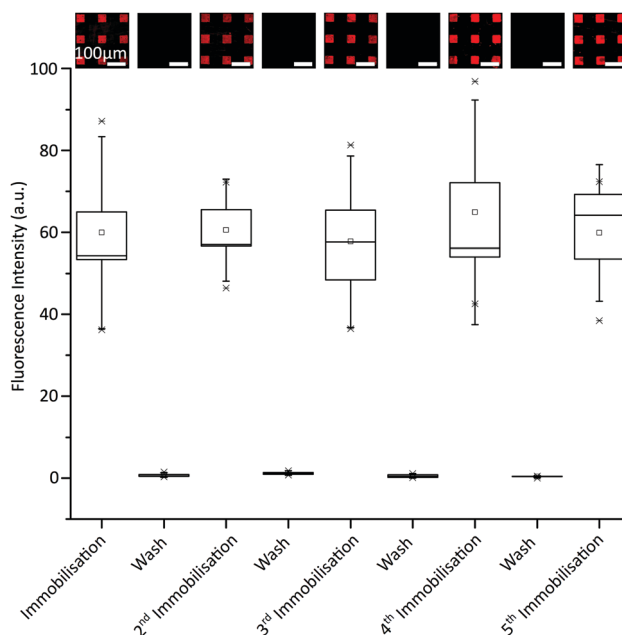 100µm
100
80
60
40
20
0
Fluorescence Intensity (a.u.)
Immobilisation
Wash
2nd Immobilisation
Wash
3rd Immobilisation
Wash
4th Immobilisation
Wash
5th Immobilisation